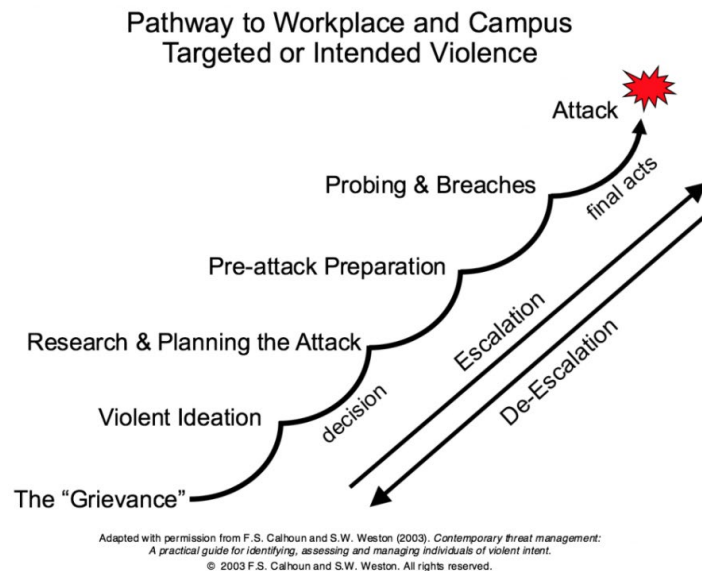 Pathway to Workplace and Campus
Targeted or Intended Violence
Attack
final acts
Probing & Breaches
Pre-attack Preparation
Escalation
De-Escalation
Research & Planning the Attack
decision
Violent Ideation
The “Grievance”
Adapted with permission from F.S. Calhoun and S.W. Weston (2003). Contemporary threat management:
A practical guide for identifying, assessing and managing individuals of violent intent.
© 2003 F.S. Calhoun and S.W. Weston. All rights reserved.